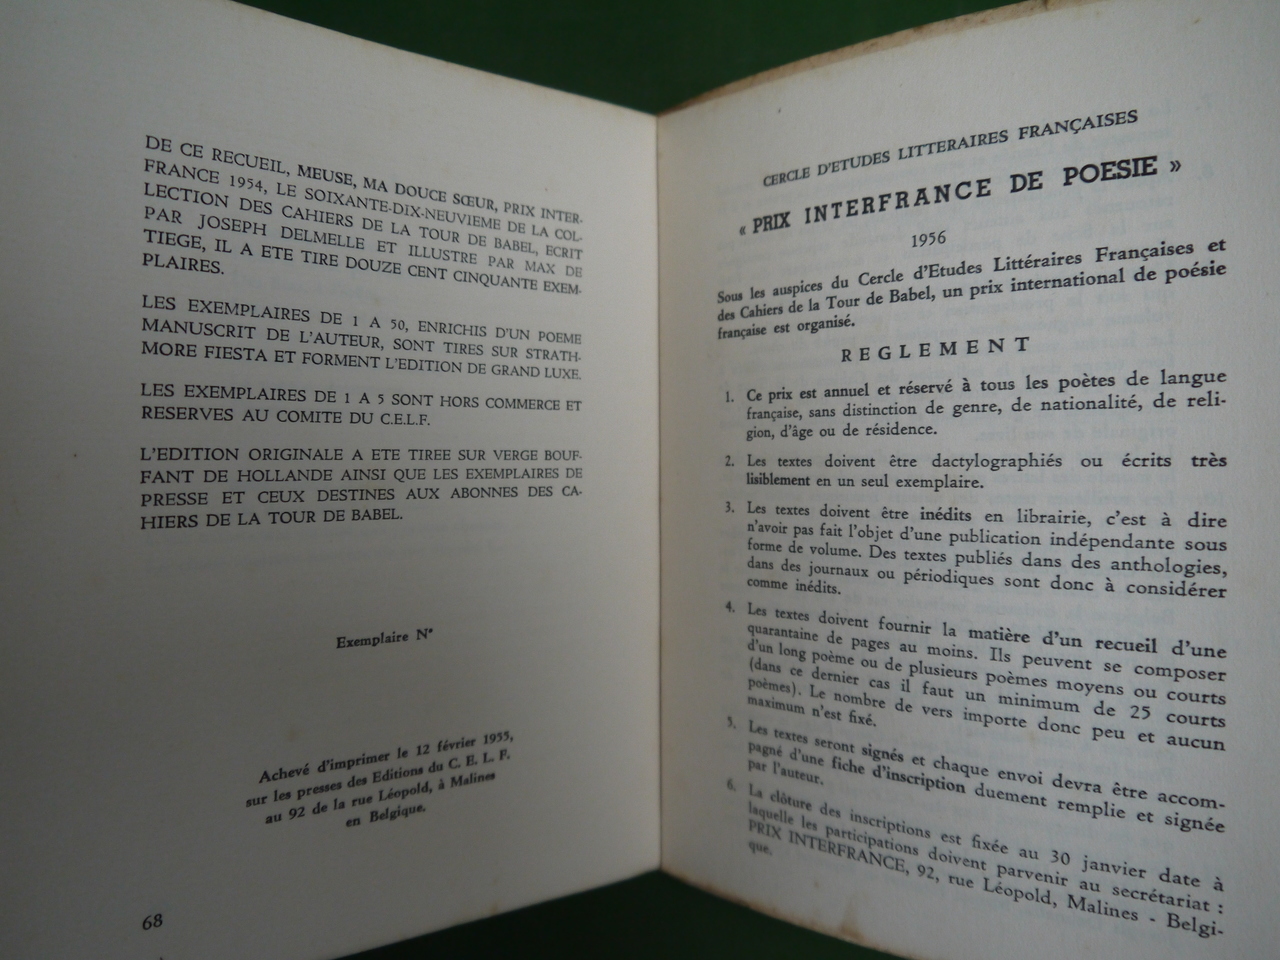 DE CE RECUEIL, MEUSE, MA DOUCE SŒUR, PRIX INTER-
FRANCE 1954, LE SOIXANTE-DIX-NEUVIEME DE LA COL-
LECTION DES CAHIERS DE LA TOUR DE BABEL, ECRIT
PAR JOSEPH DELMELLE ET ILLUSTRE PAR MAX DE
TIEGE, IL A ETE TIRE DOUZE CENT CINQUANTE EXEM-
PLAIRES.
LES EXEMPLAIRES DE 1 A 50, ENRICHIS D'UN POEME
MANUSCRIT DE L'AUTEUR, SONT TIRES SUR STRATH-
MORE FIESTA ET FORMENT L'EDITION DE GRAND LUXE.
LES EXEMPLAIRES DE 1 A 5 SONT HORS COMMERCE ET
RESERVES AU COMITE DU C.E.L.F.
L'EDITION ORIGINALE A ETE TIREE SUR VERGE BOUF-
FANT DE HOLLANDE AINSI QUE LES EXEMPLAIRES DE
PRESSE ET CEUX DESTINES AUX ABONNES DES CA-
HIERS DE LA TOUR DE BABEL.
Exemplaire N°
Achevé d'imprimer le 12 février 1955,
sur les presses des Editions du C. E. L. F.
au 92 de la rue Léopold, à Malines
en Belgique.
68
CERCLE D'ETUDES LITTERAIRES FRANÇAISES
« PRIX INTERFRANCE DE POESIE »
1956
Sous les auspices du Cercle d'Etudes Littéraires Françaises et
des Cahiers de la Tour de Babel, un prix international de poésie
française est organisé.
REGLEMENT
1. Ce prix est annuel et réservé à tous les poètes de langue
française, sans distinction de genre, de nationalité, de reli-
gion, d'âge ou de résidence.
2. Les textes doivent être dactylographiés ou écrits très
lisiblement en un seul exemplaire.
3. Les textes doivent être inédits en librairie, c'est à dire
n'avoir pas fait l'objet d'une publication indépendante sous
forme de volume. Des textes publiés dans des anthologies,
dans des journaux ou périodiques sont donc à considérer
comme inédits.
4. Les textes doivent fournir la matière d'un recueil d'une
quarantaine de pages au moins. Ils peuvent se composer
d'un long poème ou de plusieurs poèmes moyens ou courts
(dans ce dernier cas il faut un minimum de 25 courts
poèmes). Le nombre de vers importe donc peu et aucun
maximum n'est fixé.
5. Les textes seront signés et chaque envoi devra être accom-
pagné d'une fiche d'inscription duement remplie et signée
par l'auteur.
6. La clôture des inscriptions est fixée au 30 janvier date à
laquelle les participations doivent parvenir au secrétariat :
PRIX INTERFRANCE, 92, rue Léopold, Malines - Belgi-
que.